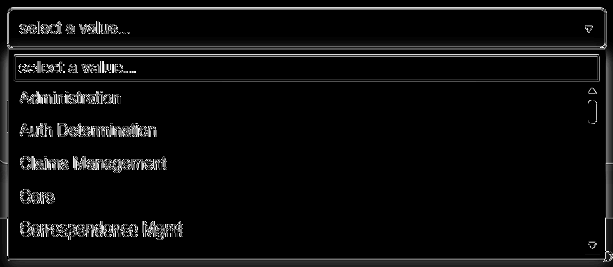 select a value...
select a value...
Administration
Auth Determination
Claims Management
Core
Correspondence Mgmt